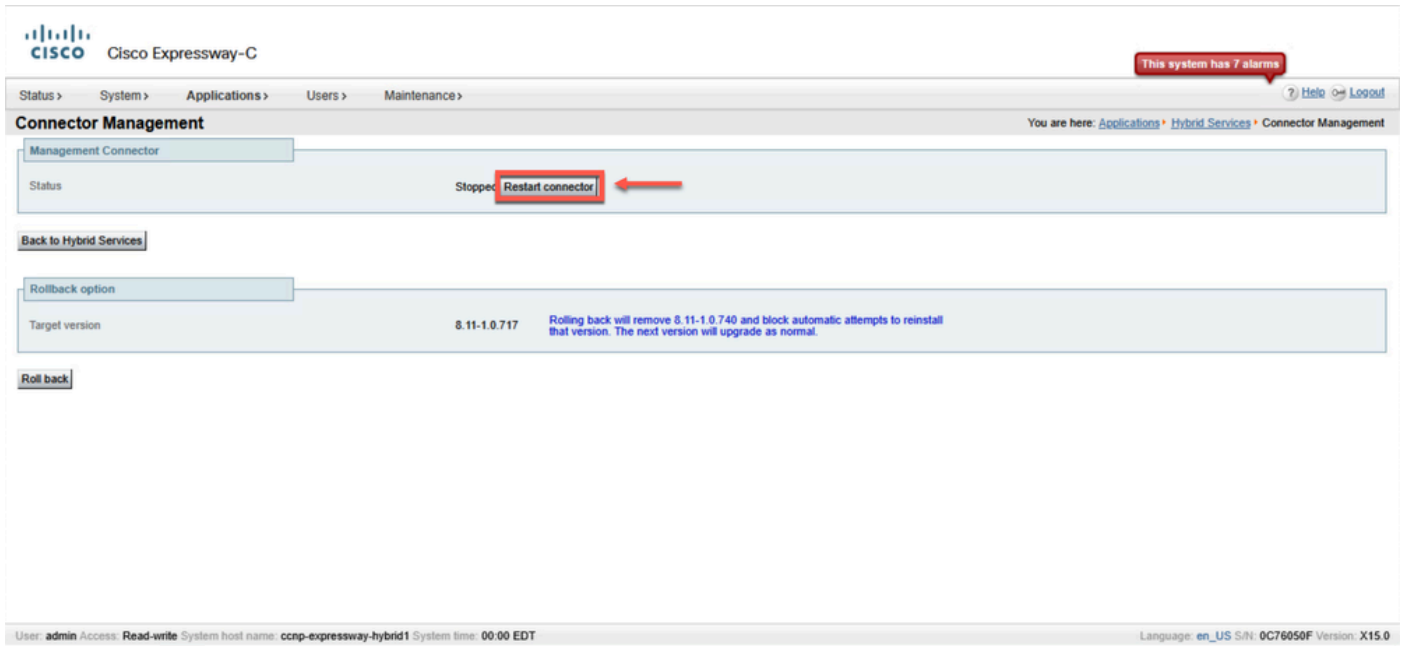 CISCO Cisco Expressway-C
This system has 7 alarms
Status > System > Applications > Users > Maintenance > ? Help Logout
Connector Management You are here: Applications Hybrid Services Connector Management
Management Connector
Status Stopped Restart connector
Back to Hybrid Services
Rollback option
Target version 8.11-1.0.717 Rolling back will remove 8.11-1.0.740 and block automatic attempts to reinstall
that version. The next version will upgrade as normal.
Roll back
User: admin Access: Read-write System host name: ccnp-expressway-hybrid1 System time: 00:00 EDT Language: en_US S/N: 0C76050F Version: X15.0